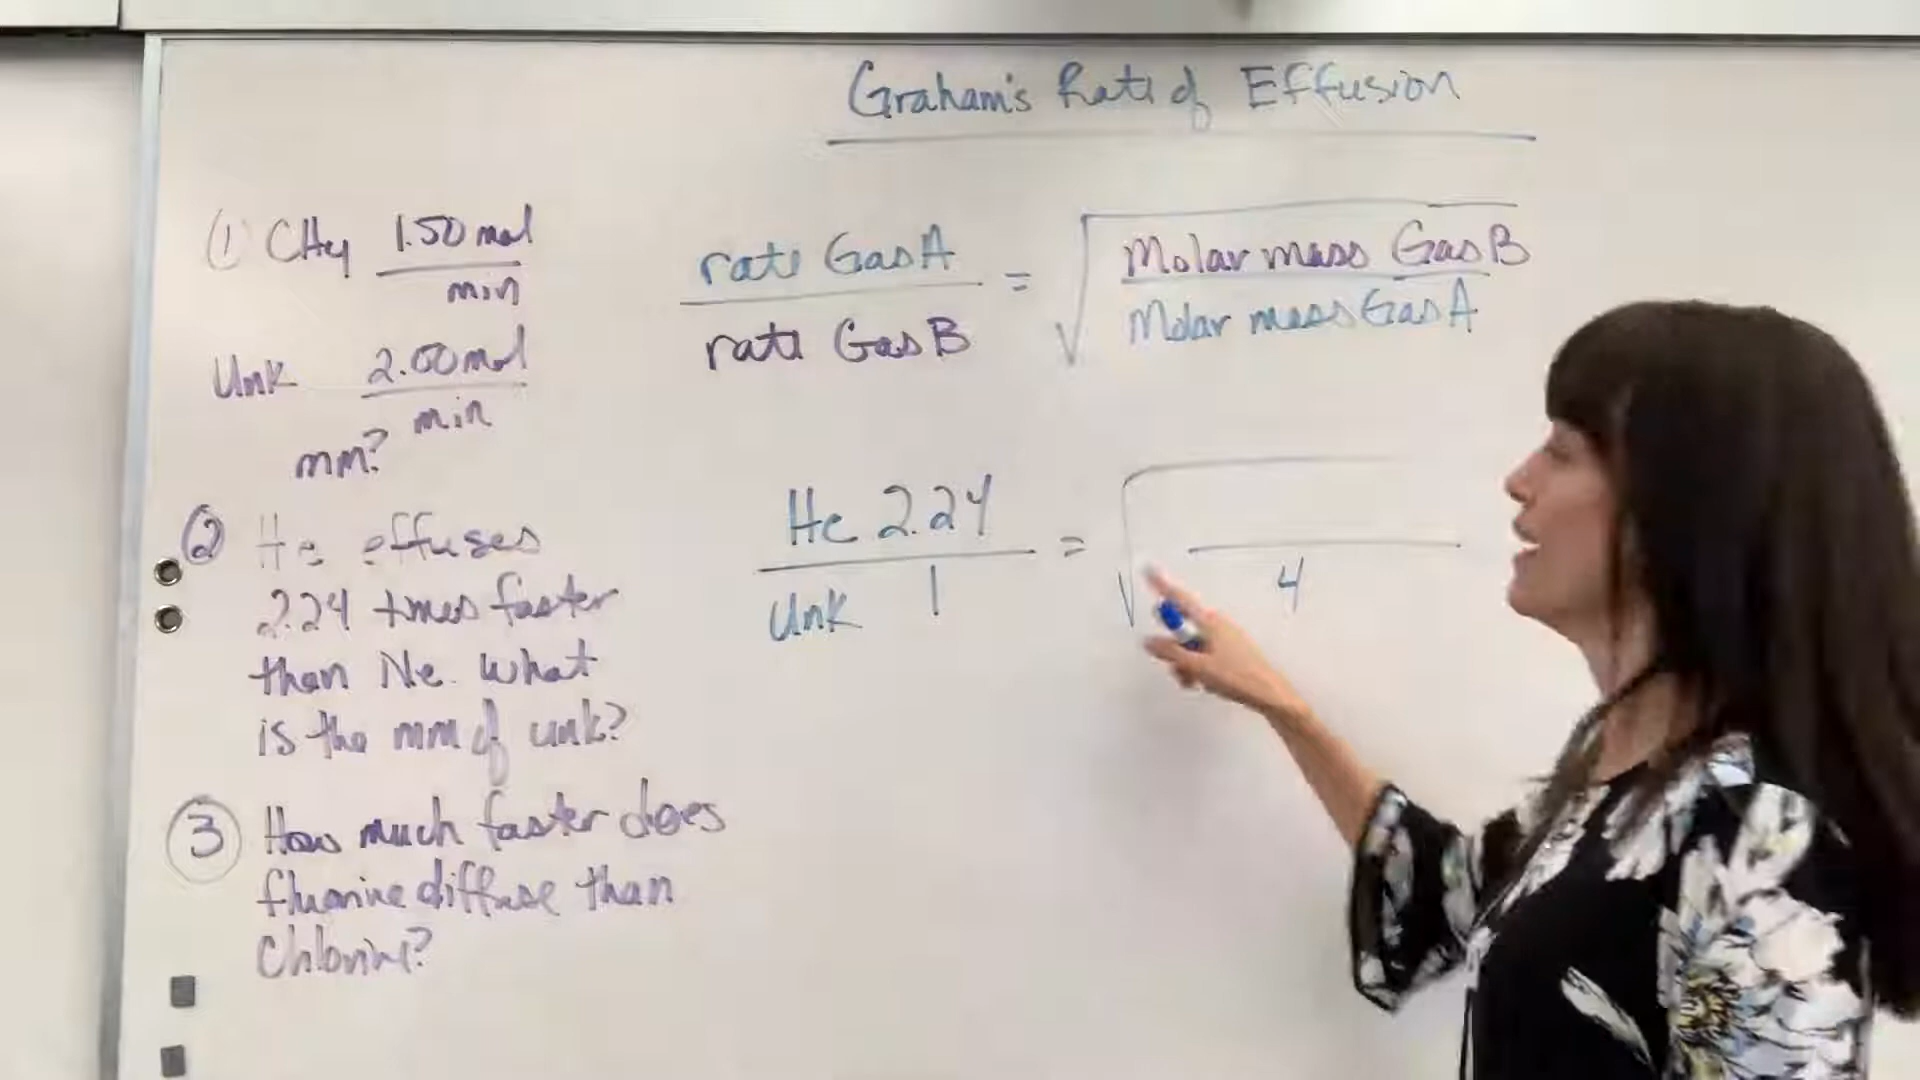 Graham's Rate of Effusion
① CH4 1.50 mol
min
Unk 2.00 mol
min
mm?
② He effuses
2.24 times faster
than Ne. What
is the mm of unk?
③ How much faster does
fluorine diffuse than
Chlorine?
rate Gas A
rate Gas B
=
√
Molar mass Gas B
Molar mass Gas A
He 2.24
Unk 1
=
√
4